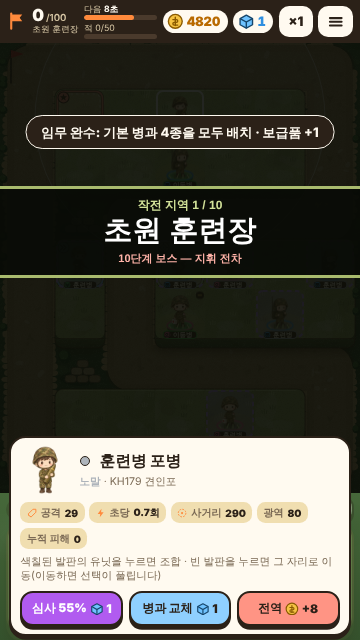 0 /100
초원 훈련장
다음 8초
적 0/50
4820
1
×1
임무 완수: 기본 병과 4종을 모두 배치 · 보급품 +1
작전 지역 1 / 10
초원 훈련장
10단계 보스 — 지휘 전차
훈련병 포병
노말 · KH179 견인포
공격 29
초당 0.7회
사거리 290
광역 80
누적 피해 0
색칠된 발판의 유닛을 누르면 조합 · 빈 발판을 누르면 그 자리로 이
동(이동하면 선택이 풀립니다)
심사 55% 1
병과 교체 1
전역 +8